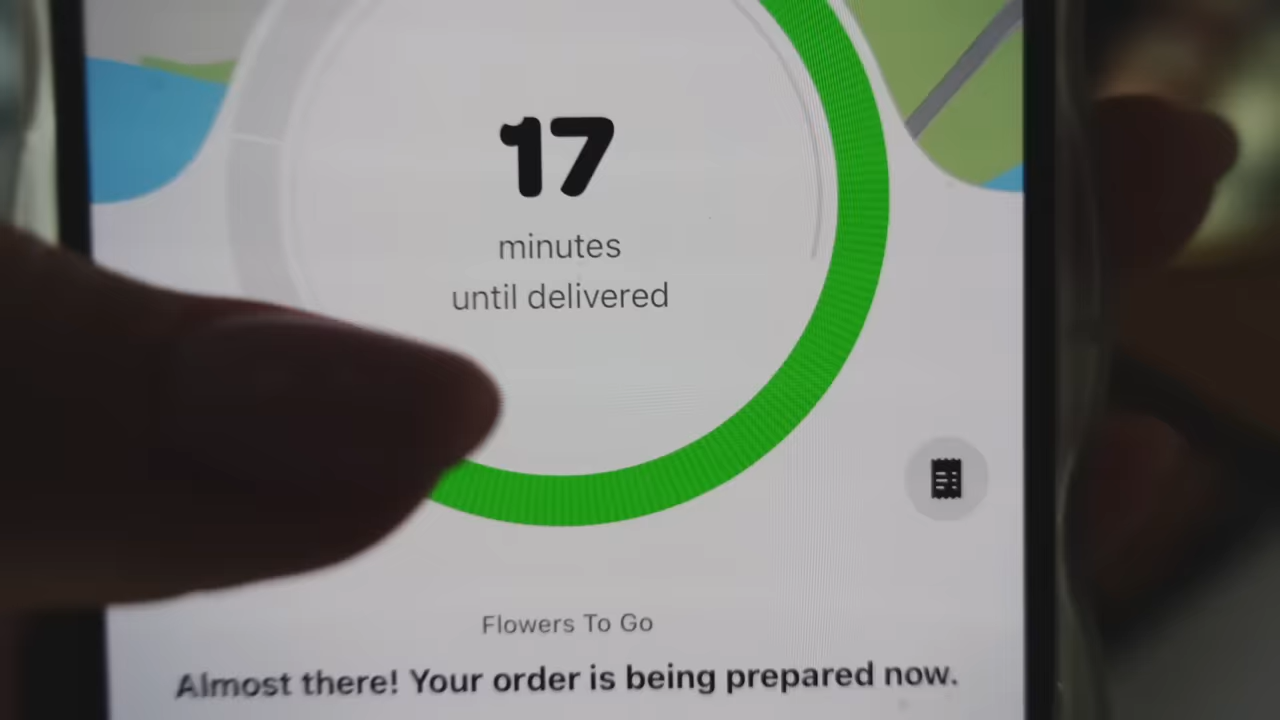 17
minutes
until delivered
Flowers To Go
Almost there! Your order is being prepared now.